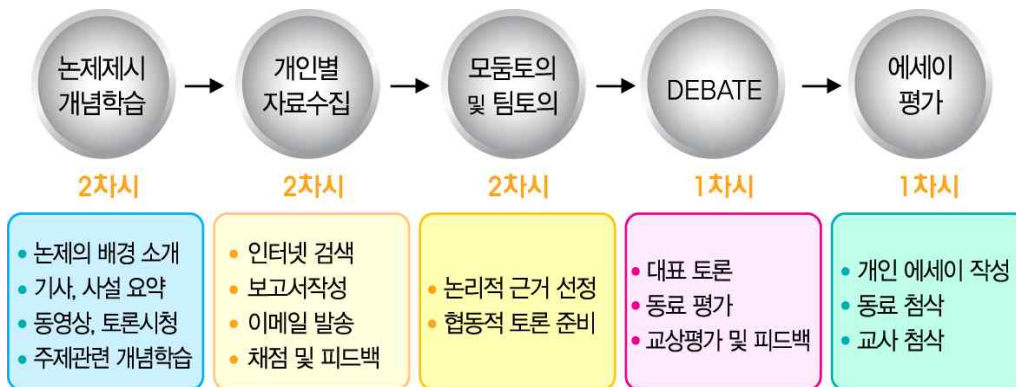 논제제시
개념학습
개인별
자료수집
모둠토의
및 팀토의
DEBATE
에세이
평가
2차시
2차시
2차시
1차시
1차시
• 논제의 배경 소개
• 기사, 사설 요약
• 동영상, 토론시청
• 주제관련 개념학습
• 인터넷 검색
• 보고서작성
• 이메일 발송
• 채점 및 피드백
• 논리적 근거 선정
• 협동적 토론 준비
• 대표 토론
• 동료 평가
• 교상평가 및 피드백
• 개인 에세이 작성
• 동료 첨삭
• 교사 첨삭